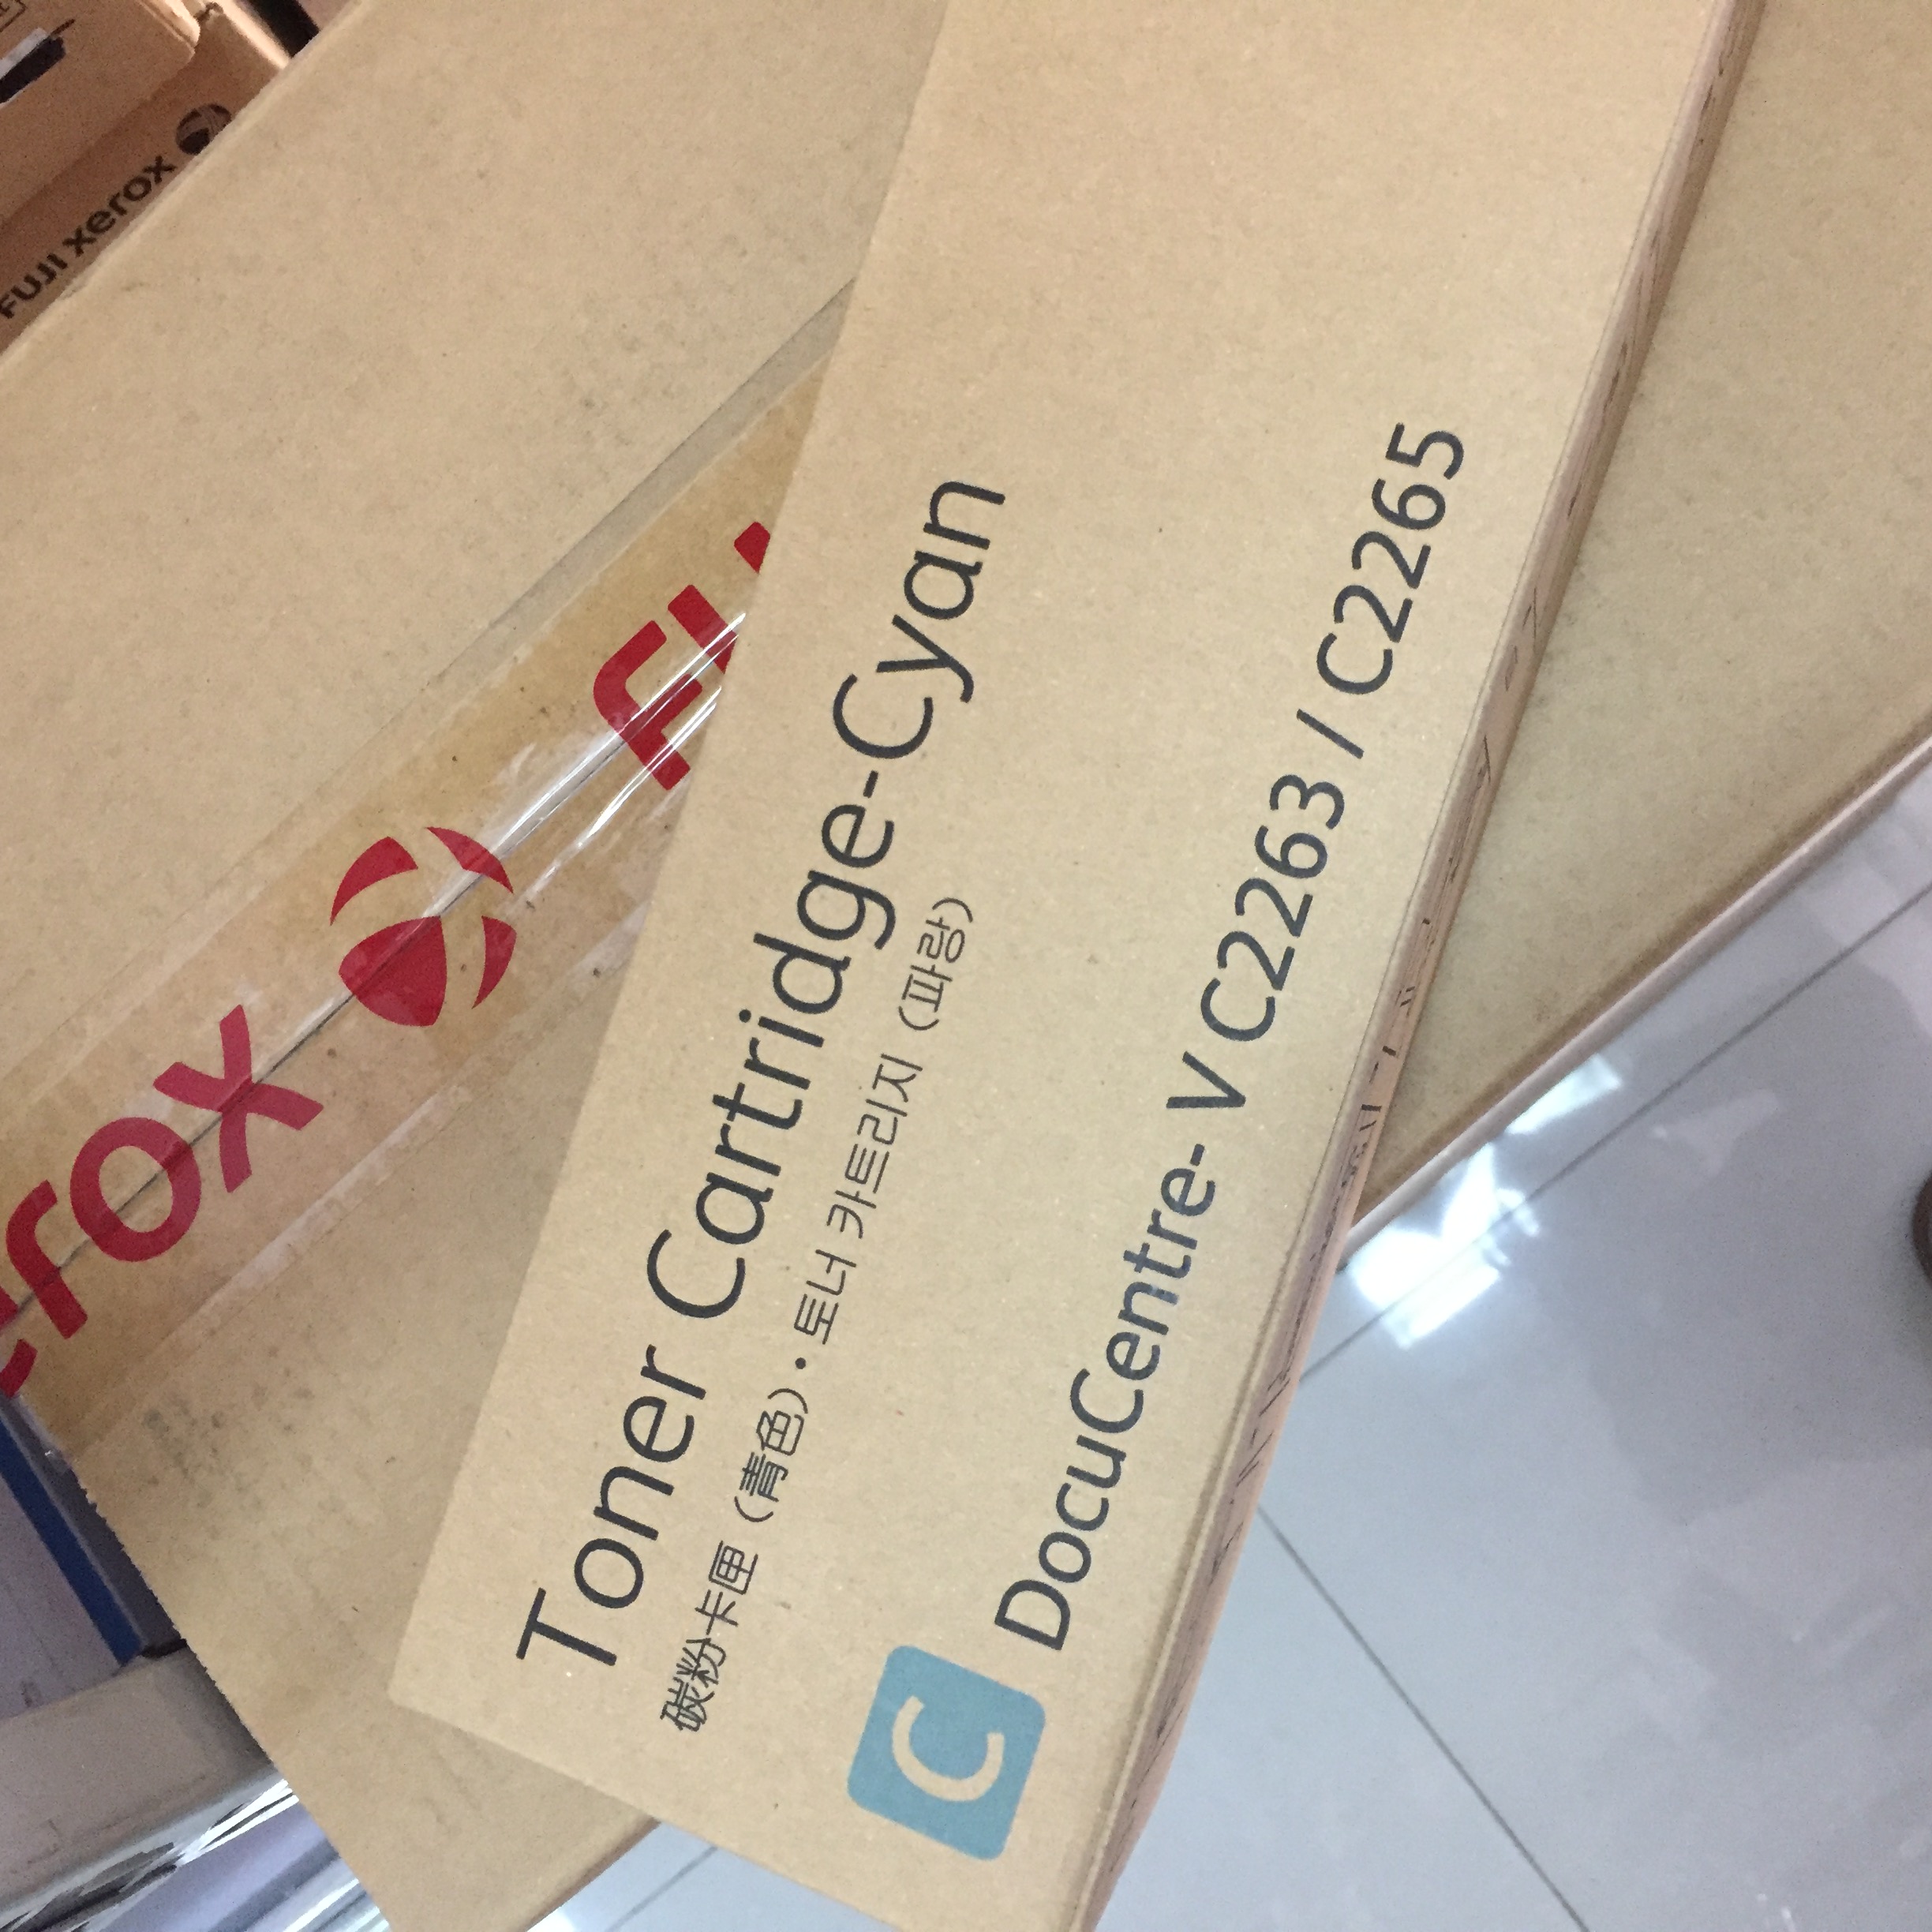 FUJI xerox
xerox
Toner Cartridge-Cyan
碳粉卡匣 (青色)・토너 카트리지 (파랑)
C DocuCentre- V C2263 / C2265